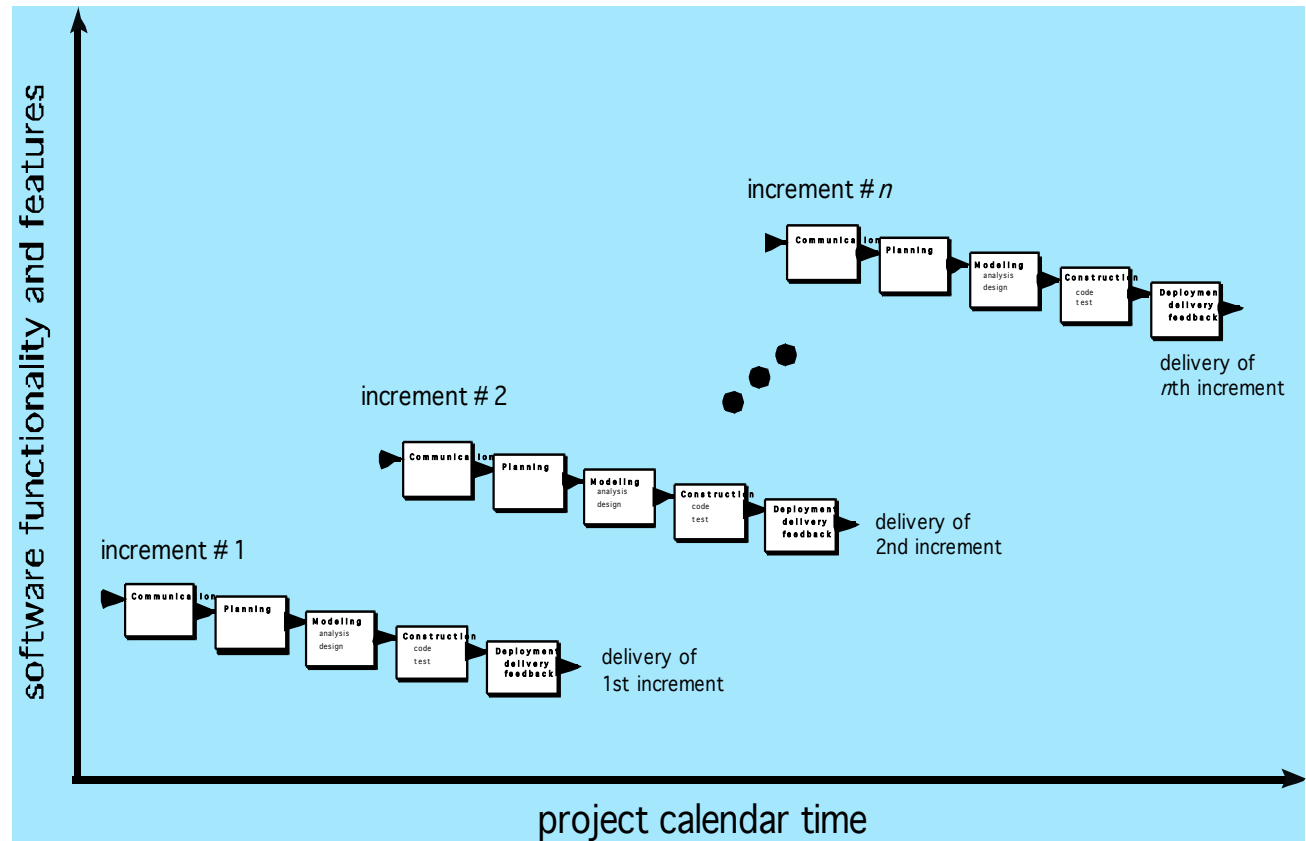 software functionality and features
increment # n
Communication
Planning
Modeling
analysis
design
Construction
code
test
Deployment
delivery
feedback
delivery of
nth increment
increment # 2
Communication
Planning
Modeling
analysis
design
Construction
code
test
Deployment
delivery
feedback
delivery of
2nd increment
increment # 1
Communication
Planning
Modeling
analysis
design
Construction
code
test
Deployment
delivery
feedback
delivery of
1st increment
project calendar time